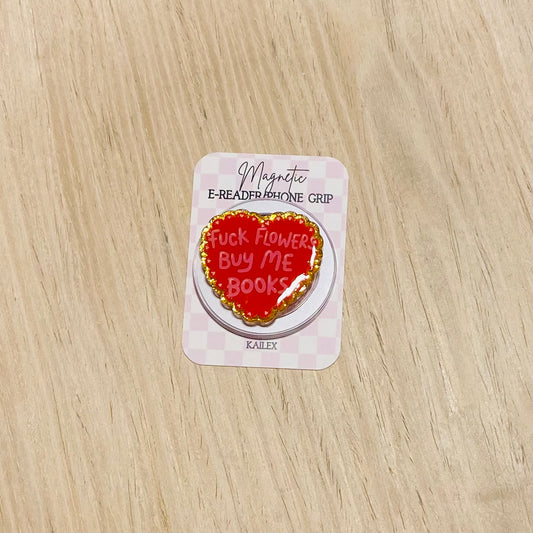 Magnetic
E-READER/PHONE GRIP
FUCK FLOWERS
BUY ME
BOOKS
KAILEX